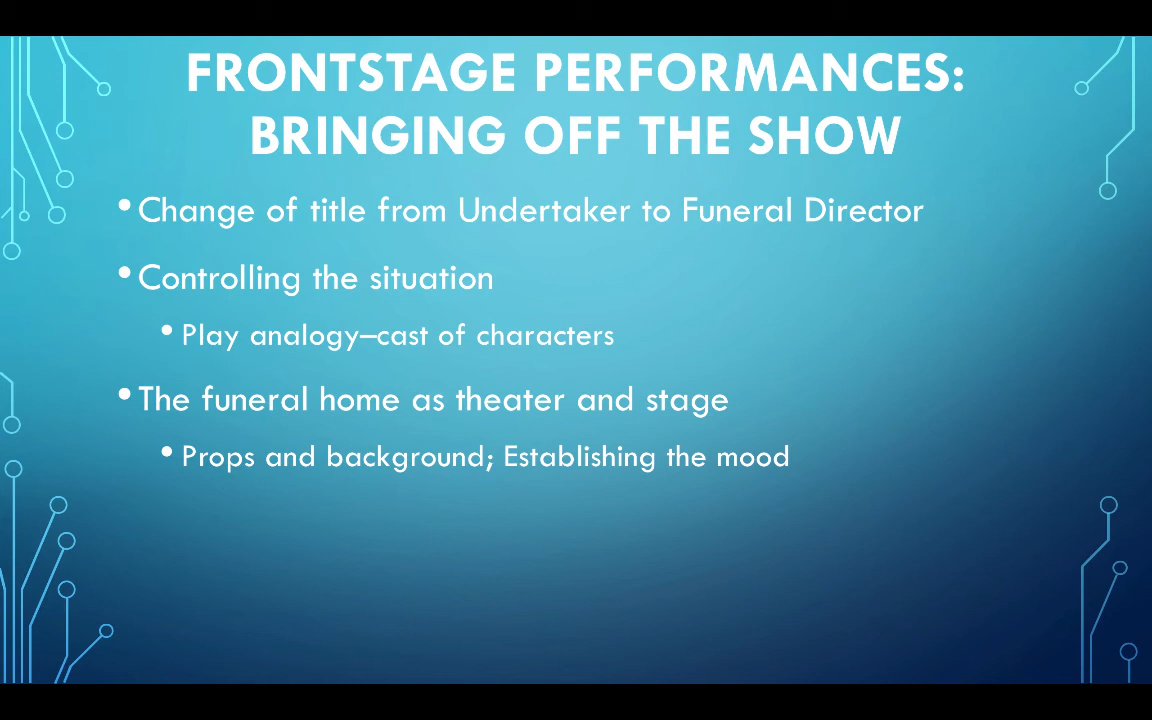 FRONTSTAGE PERFORMANCES:
BRINGING OFF THE SHOW
• Change of title from Undertaker to Funeral Director
• Controlling the situation
• Play analogy–cast of characters
• The funeral home as theater and stage
• Props and background; Establishing the mood